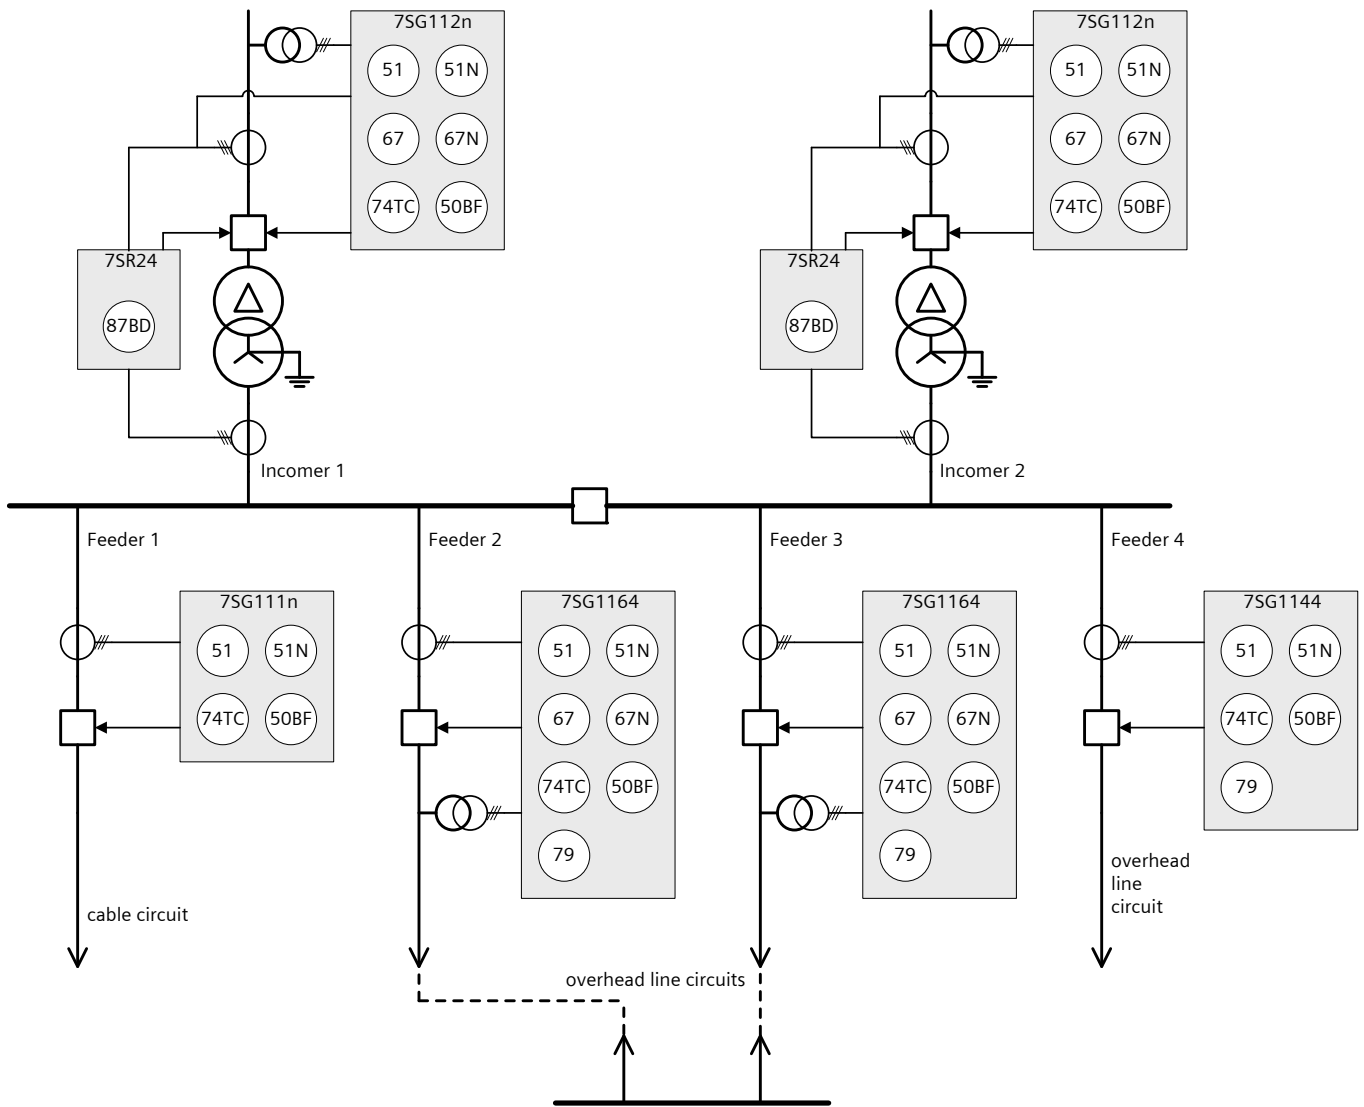 7SG112n
51 51N
67 67N
74TC 50BF
7SR24
87BD
Incomer 1
7SG112n
51 51N
67 67N
74TC 50BF
7SR24
87BD
Incomer 2
Feeder 1
7SG111n
51 51N
74TC 50BF
cable circuit
Feeder 2
7SG1164
51 51N
67 67N
74TC 50BF
79
Feeder 3
7SG1164
51 51N
67 67N
74TC 50BF
79
overhead line circuits
Feeder 4
7SG1144
51 51N
74TC 50BF
79
overhead
line
circuit